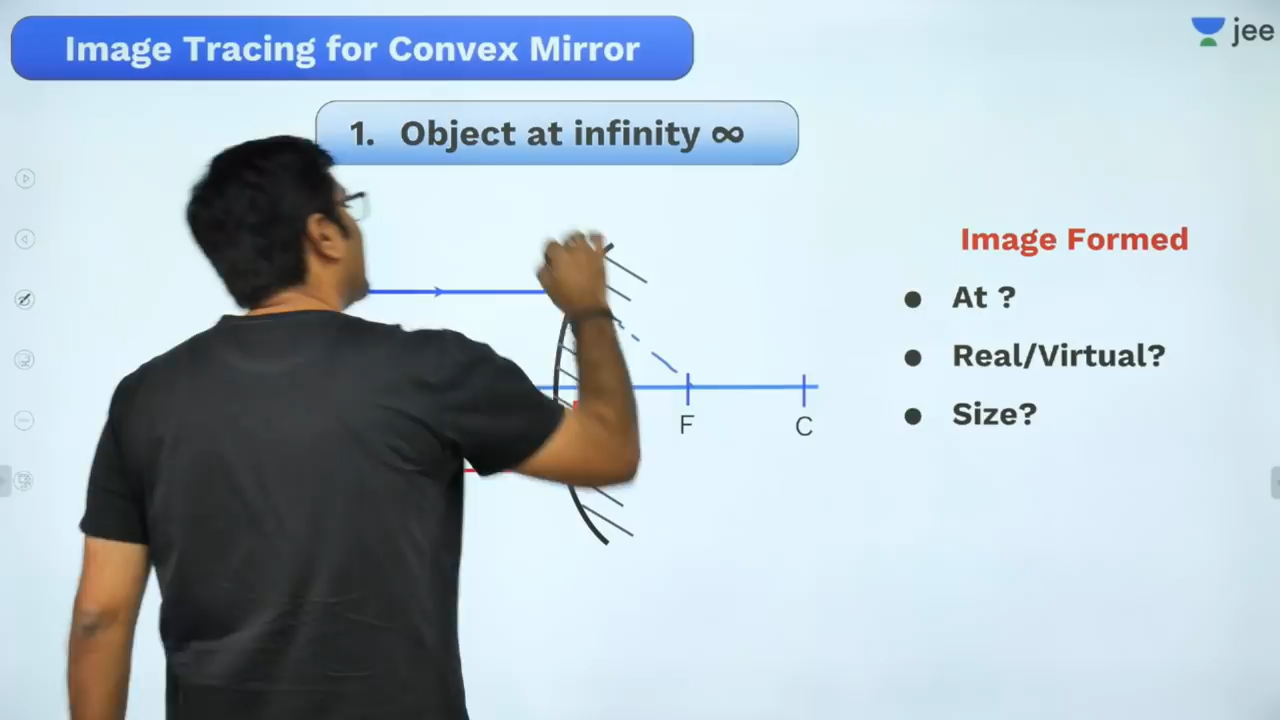 Image Tracing for Convex Mirror
jee
1. Object at infinity ∞
Image Formed
At ?
Real/Virtual?
Size?
F
C